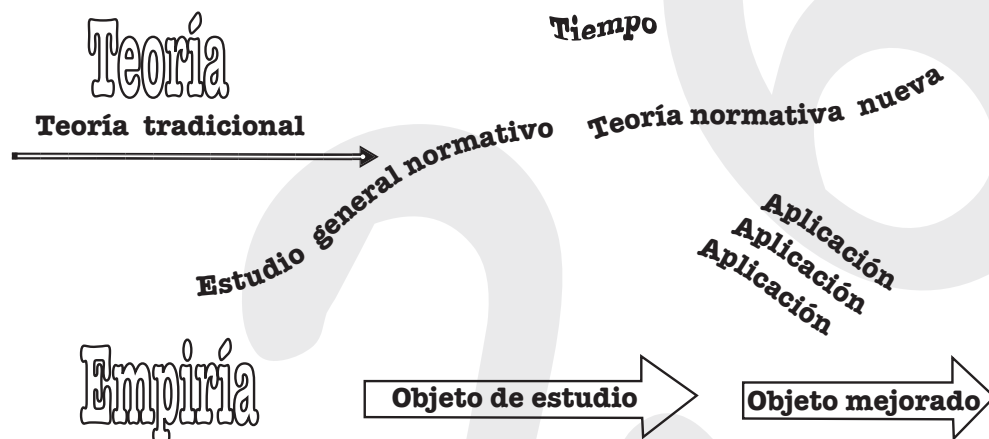 Teoría
Tiempo
Teoría tradicional
Estudio general normativo
Teoría normativa nueva
Aplicación
Aplicación
Aplicación
Empiría
Objeto de estudio
Objeto mejorado